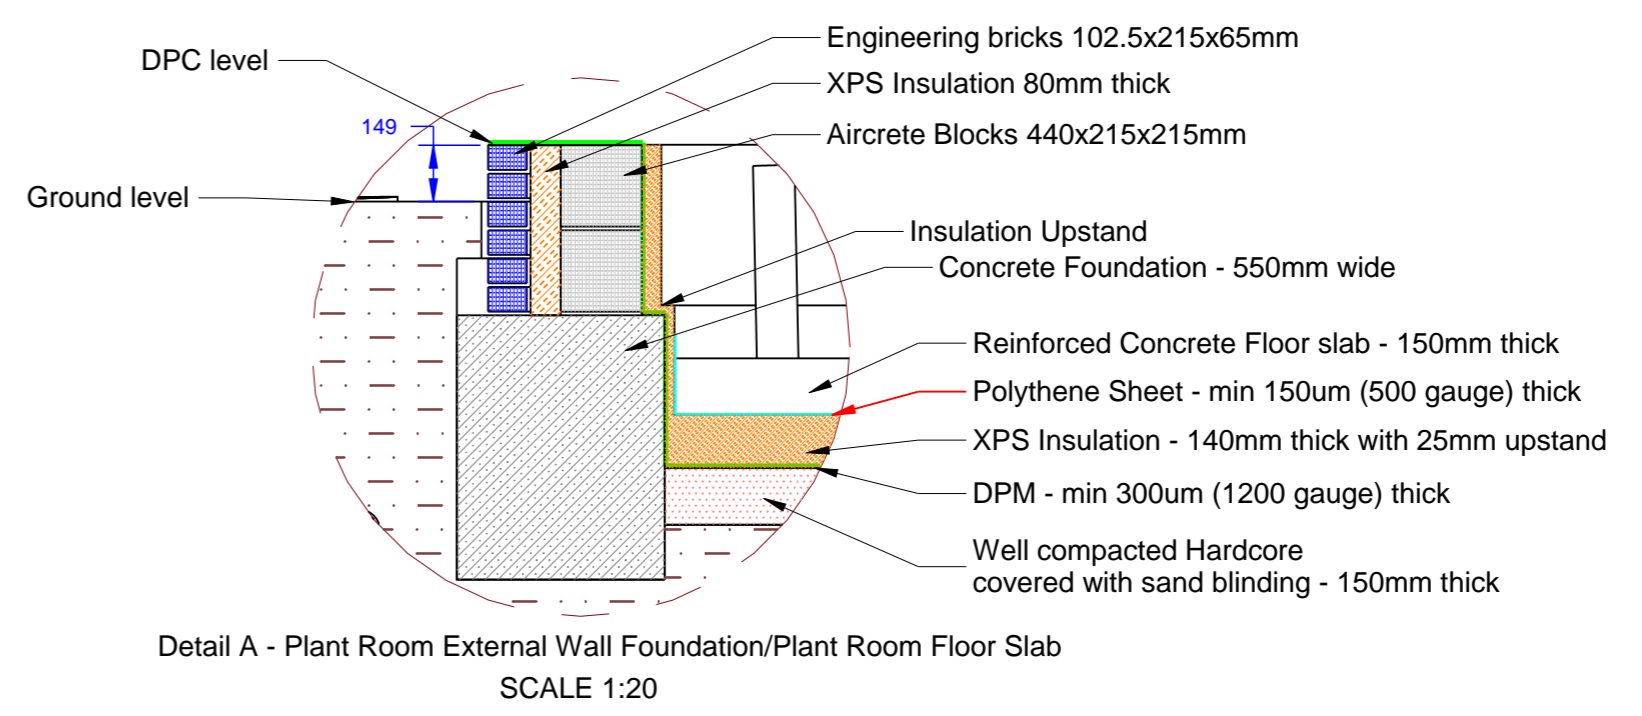 Engineering bricks 102.5x215x65mm
DPC level
XPS Insulation 80mm thick
149
Aircrete Blocks 440x215x215mm
Ground level
Insulation Upstand
Concrete Foundation - 550mm wide
Reinforced Concrete Floor slab - 150mm thick
Polythene Sheet - min 150um (500 gauge) thick
XPS Insulation - 140mm thick with 25mm upstand
DPM - min 300um (1200 gauge) thick
Well compacted Hardcore
covered with sand blinding - 150mm thick
Detail A - Plant Room External Wall Foundation/Plant Room Floor Slab
SCALE 1:20